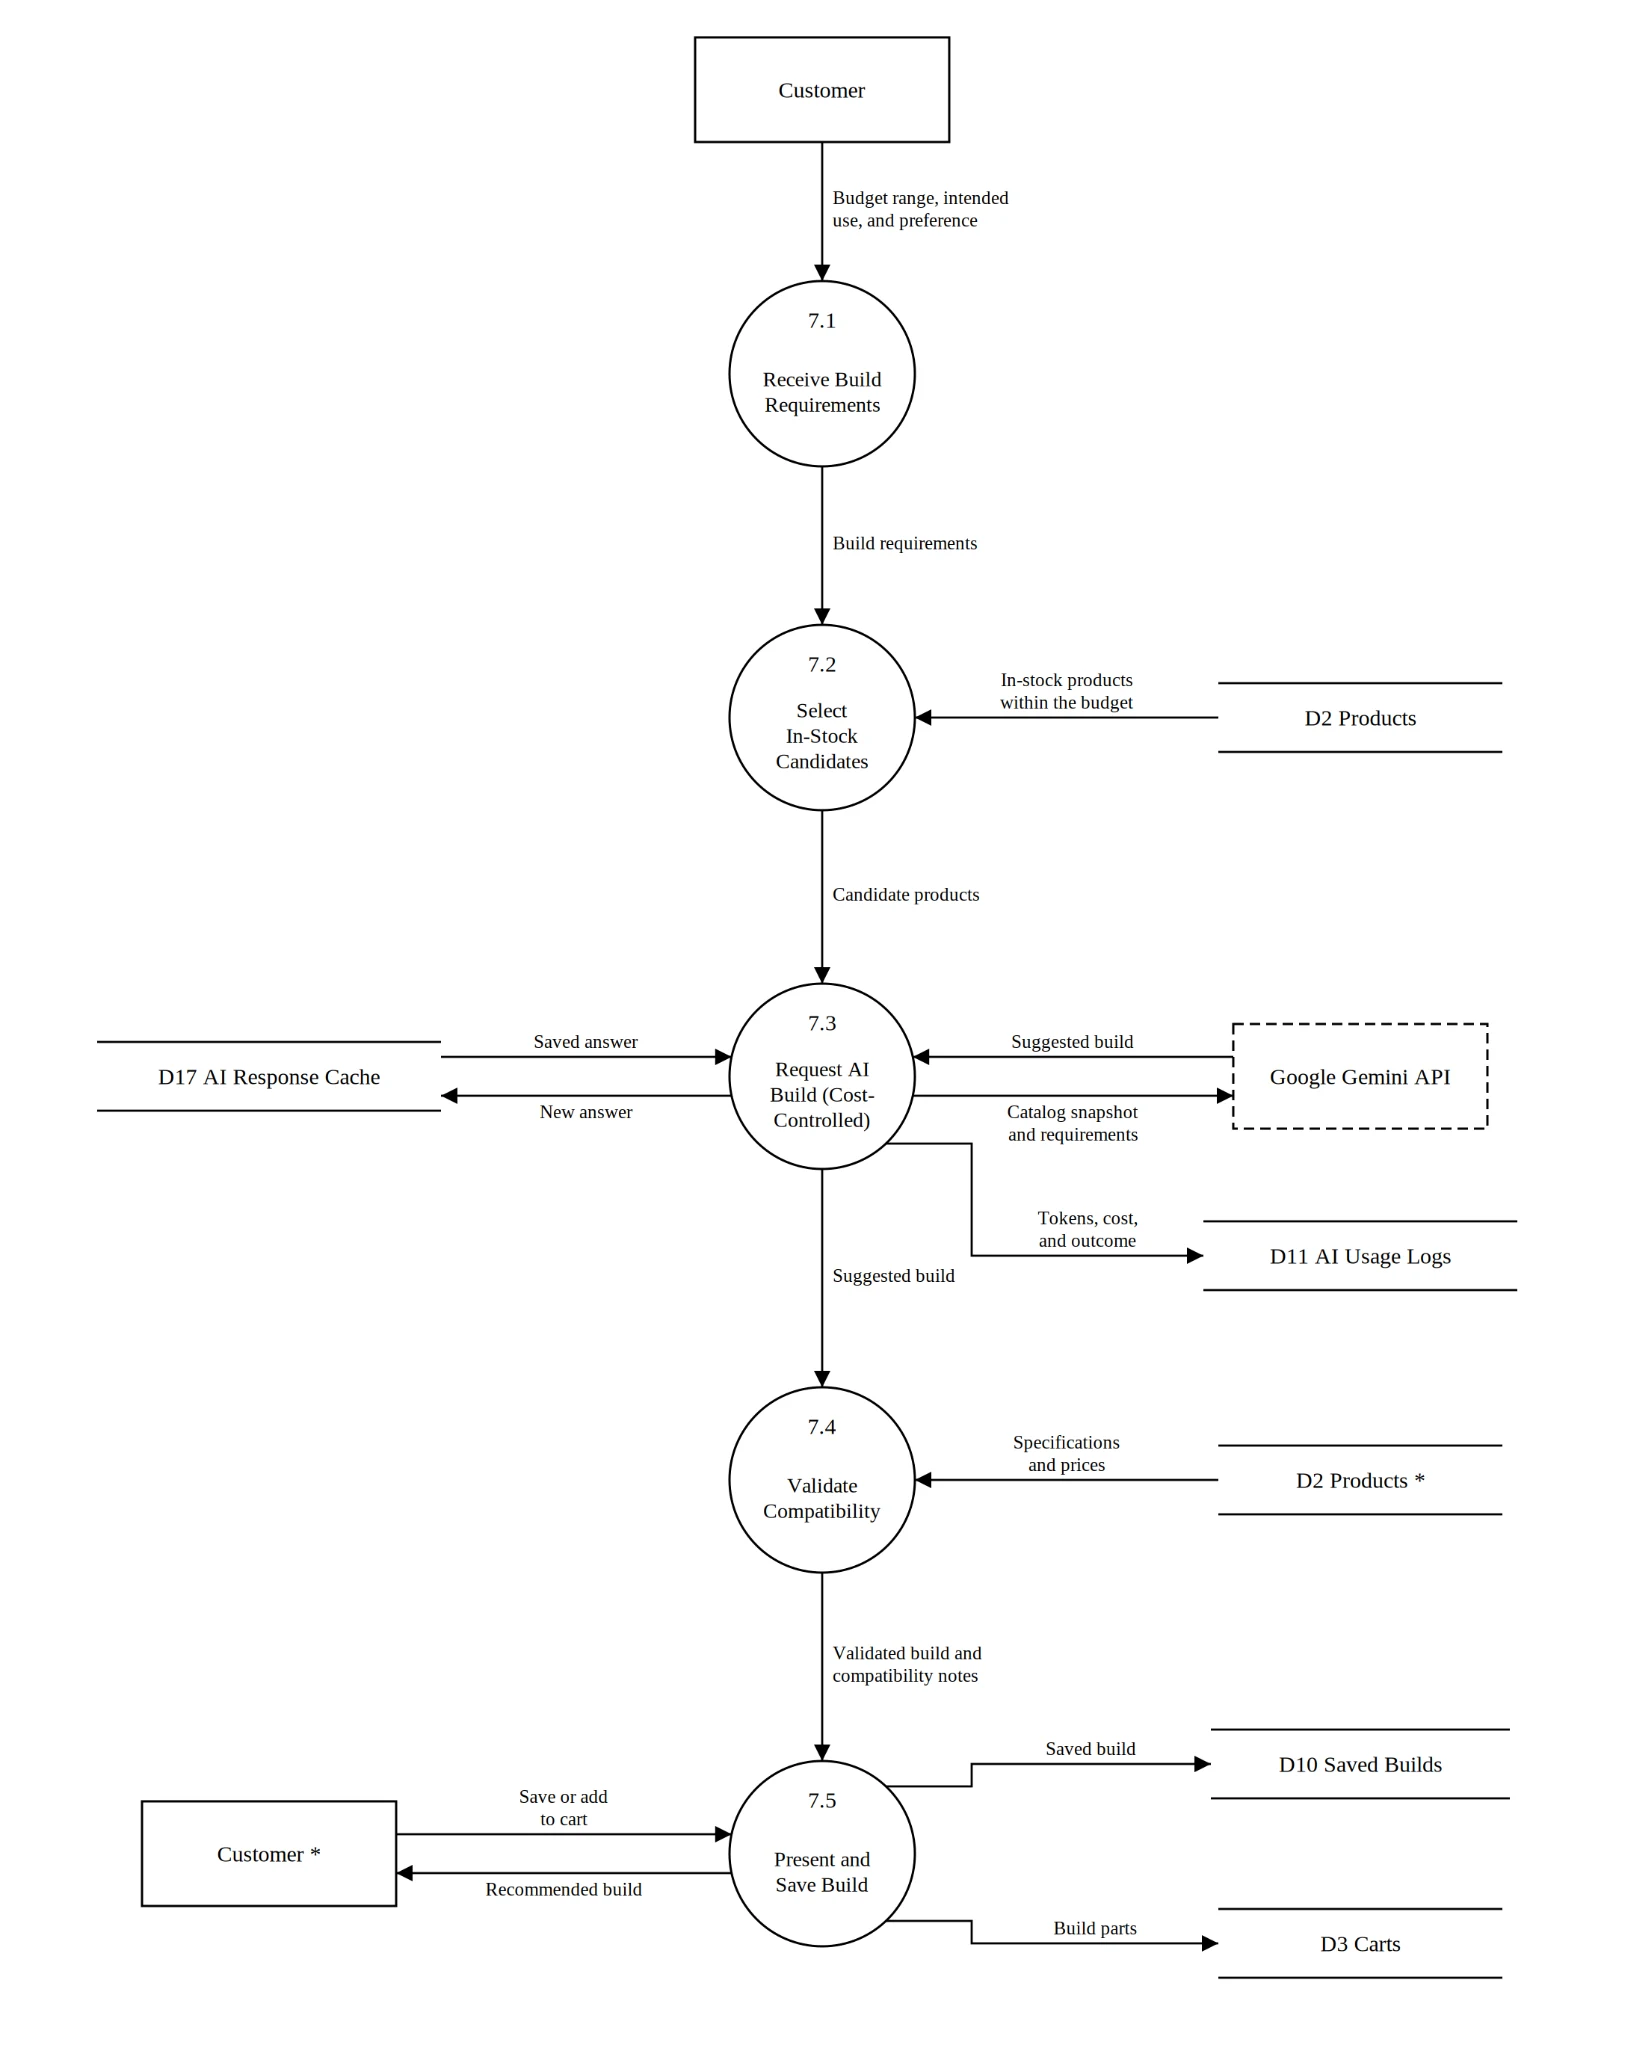 Customer
Budget range, intended
use, and preference
7.1
Receive Build
Requirements
Build requirements
7.2
Select
In-Stock
Candidates
In-stock products
within the budget
D2 Products
Candidate products
D17 AI Response Cache
Saved answer
New answer
7.3
Request AI
Build (Cost-
Controlled)
Suggested build
Catalog snapshot
and requirements
Google Gemini API
Tokens, cost,
and outcome
D11 AI Usage Logs
Suggested build
7.4
Validate
Compatibility
Specifications
and prices
D2 Products *
Validated build and
compatibility notes
Customer *
Save or add
to cart
Recommended build
7.5
Present and
Save Build
Saved build
D10 Saved Builds
Build parts
D3 Carts